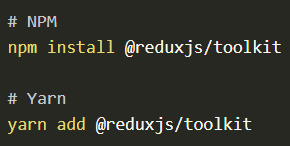 # NPM
npm install @reduxjs/toolkit
# Yarn
yarn add @reduxjs/toolkit